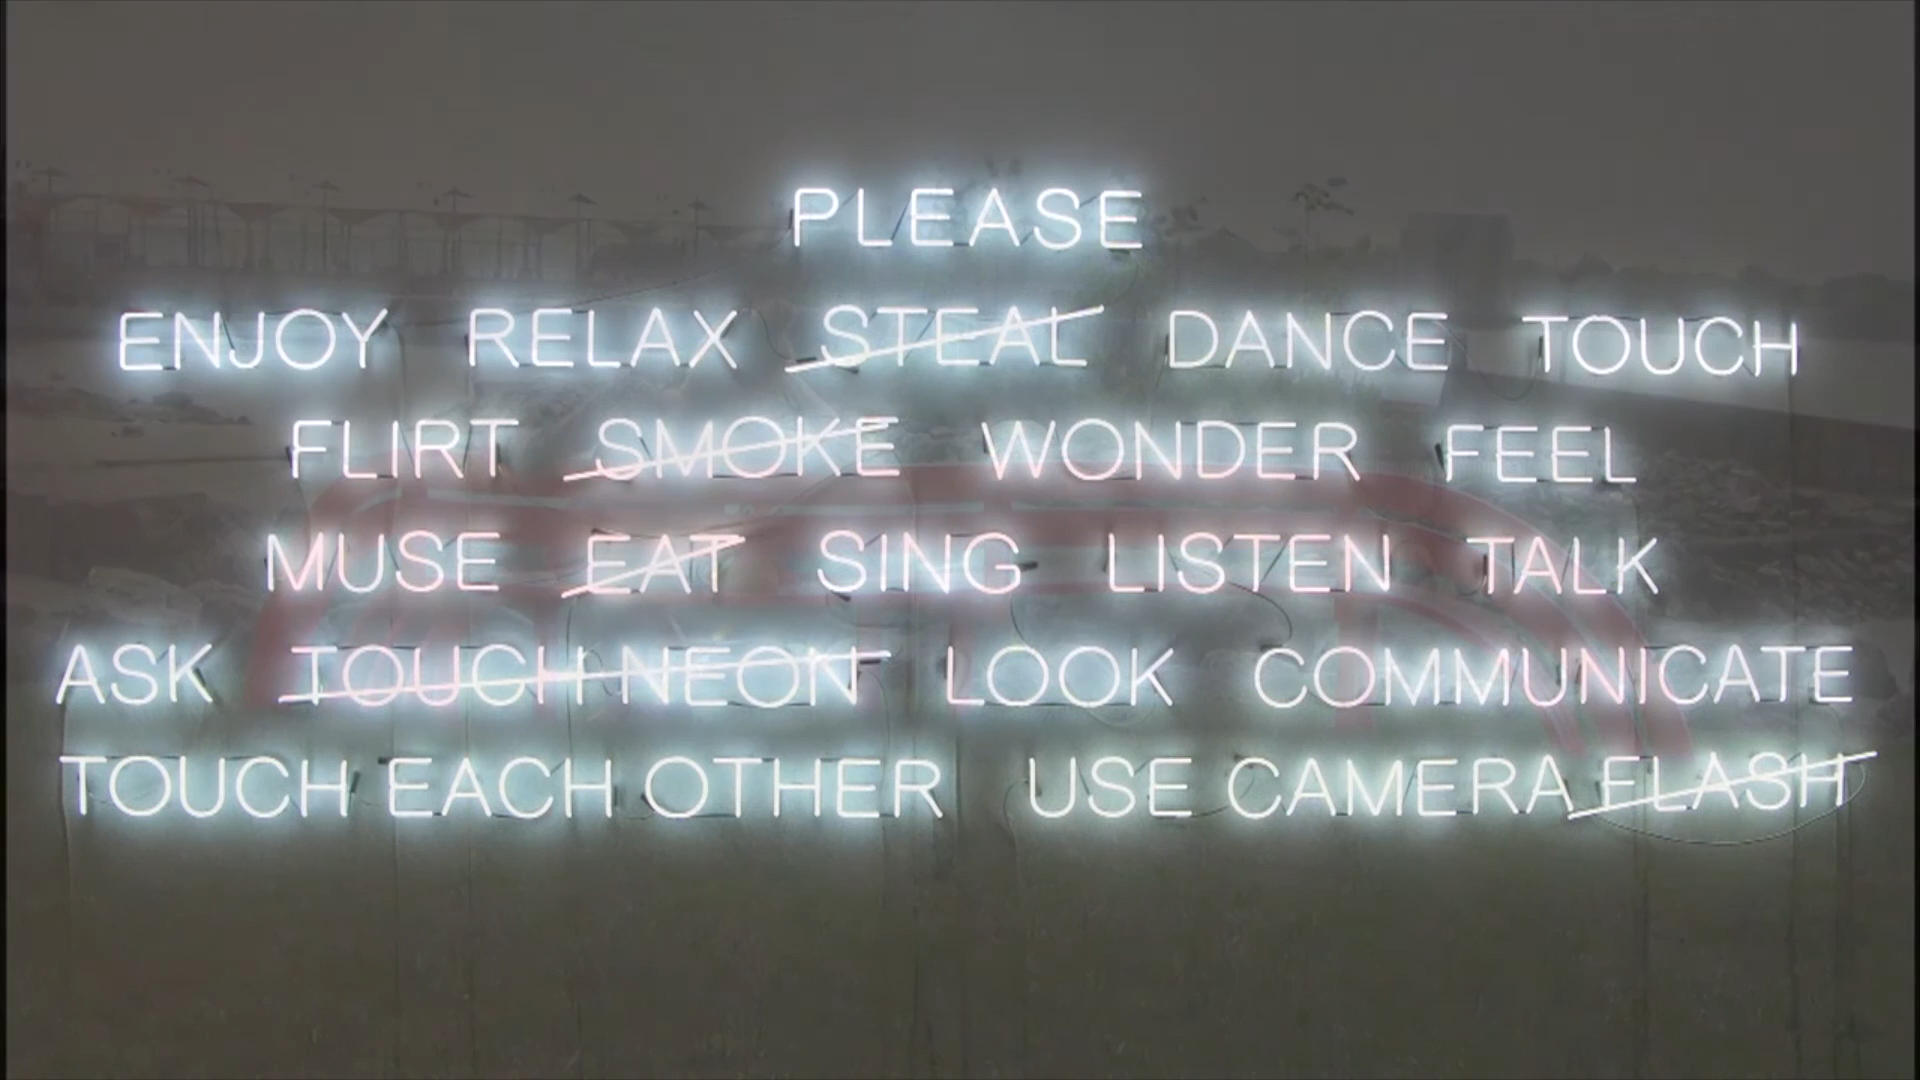 PLEASE
ENJOY RELAX STEAL DANCE TOUCH
FLIRT SMOKE WONDER FEEL
MUSE EAT SING LISTEN TALK
ASK TOUCH NEON LOOK COMMUNICATE
TOUCH EACH OTHER USE CAMERA FLASH